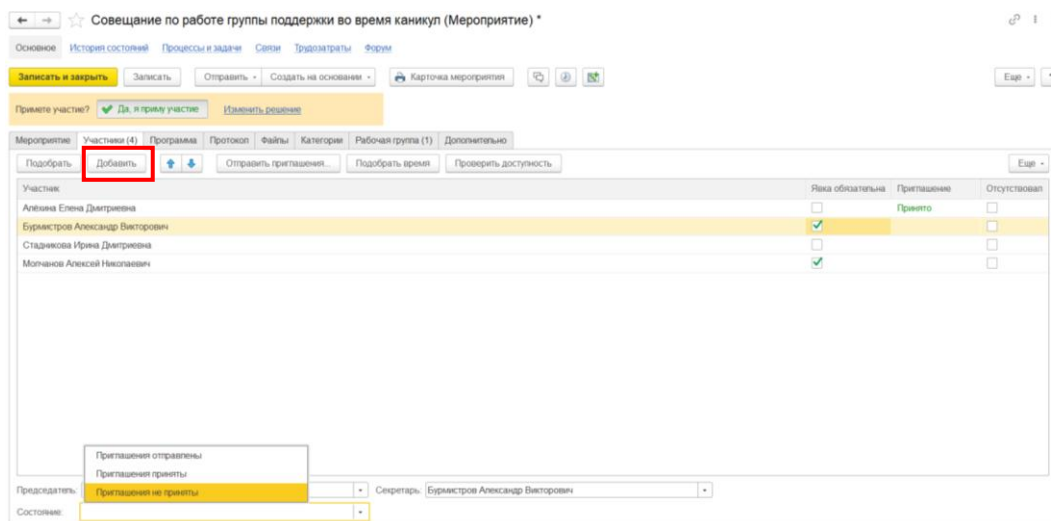 Совещание по работе группы поддержки во время каникул (Мероприятие) *
Основное История состояний Процессы и задачи Связи Трудозатраты Форум
Записать и закрыть Записать Отправить Создать на основании Карточка мероприятия Еще
Примете участие? Да, я приму участие Изменить решение
Мероприятие Участники (4) Программа Протокол Файлы Категории Рабочая группа (1) Дополнительно
Подобрать Добавить Отправить приглашения... Подобрать время Проверить доступность Еще
Участник Явка обязательна Приглашение Отсутствовал
Алёхина Елена Дмитриевна Принято
Бурмистров Александр Викторович
Стадникова Ирина Дмитриевна
Молчанов Алексей Николаевич
Приглашения отправлены
Приглашения приняты
Председатель: Приглашения не приняты Секретарь: Бурмистров Александр Викторович
Состояние: